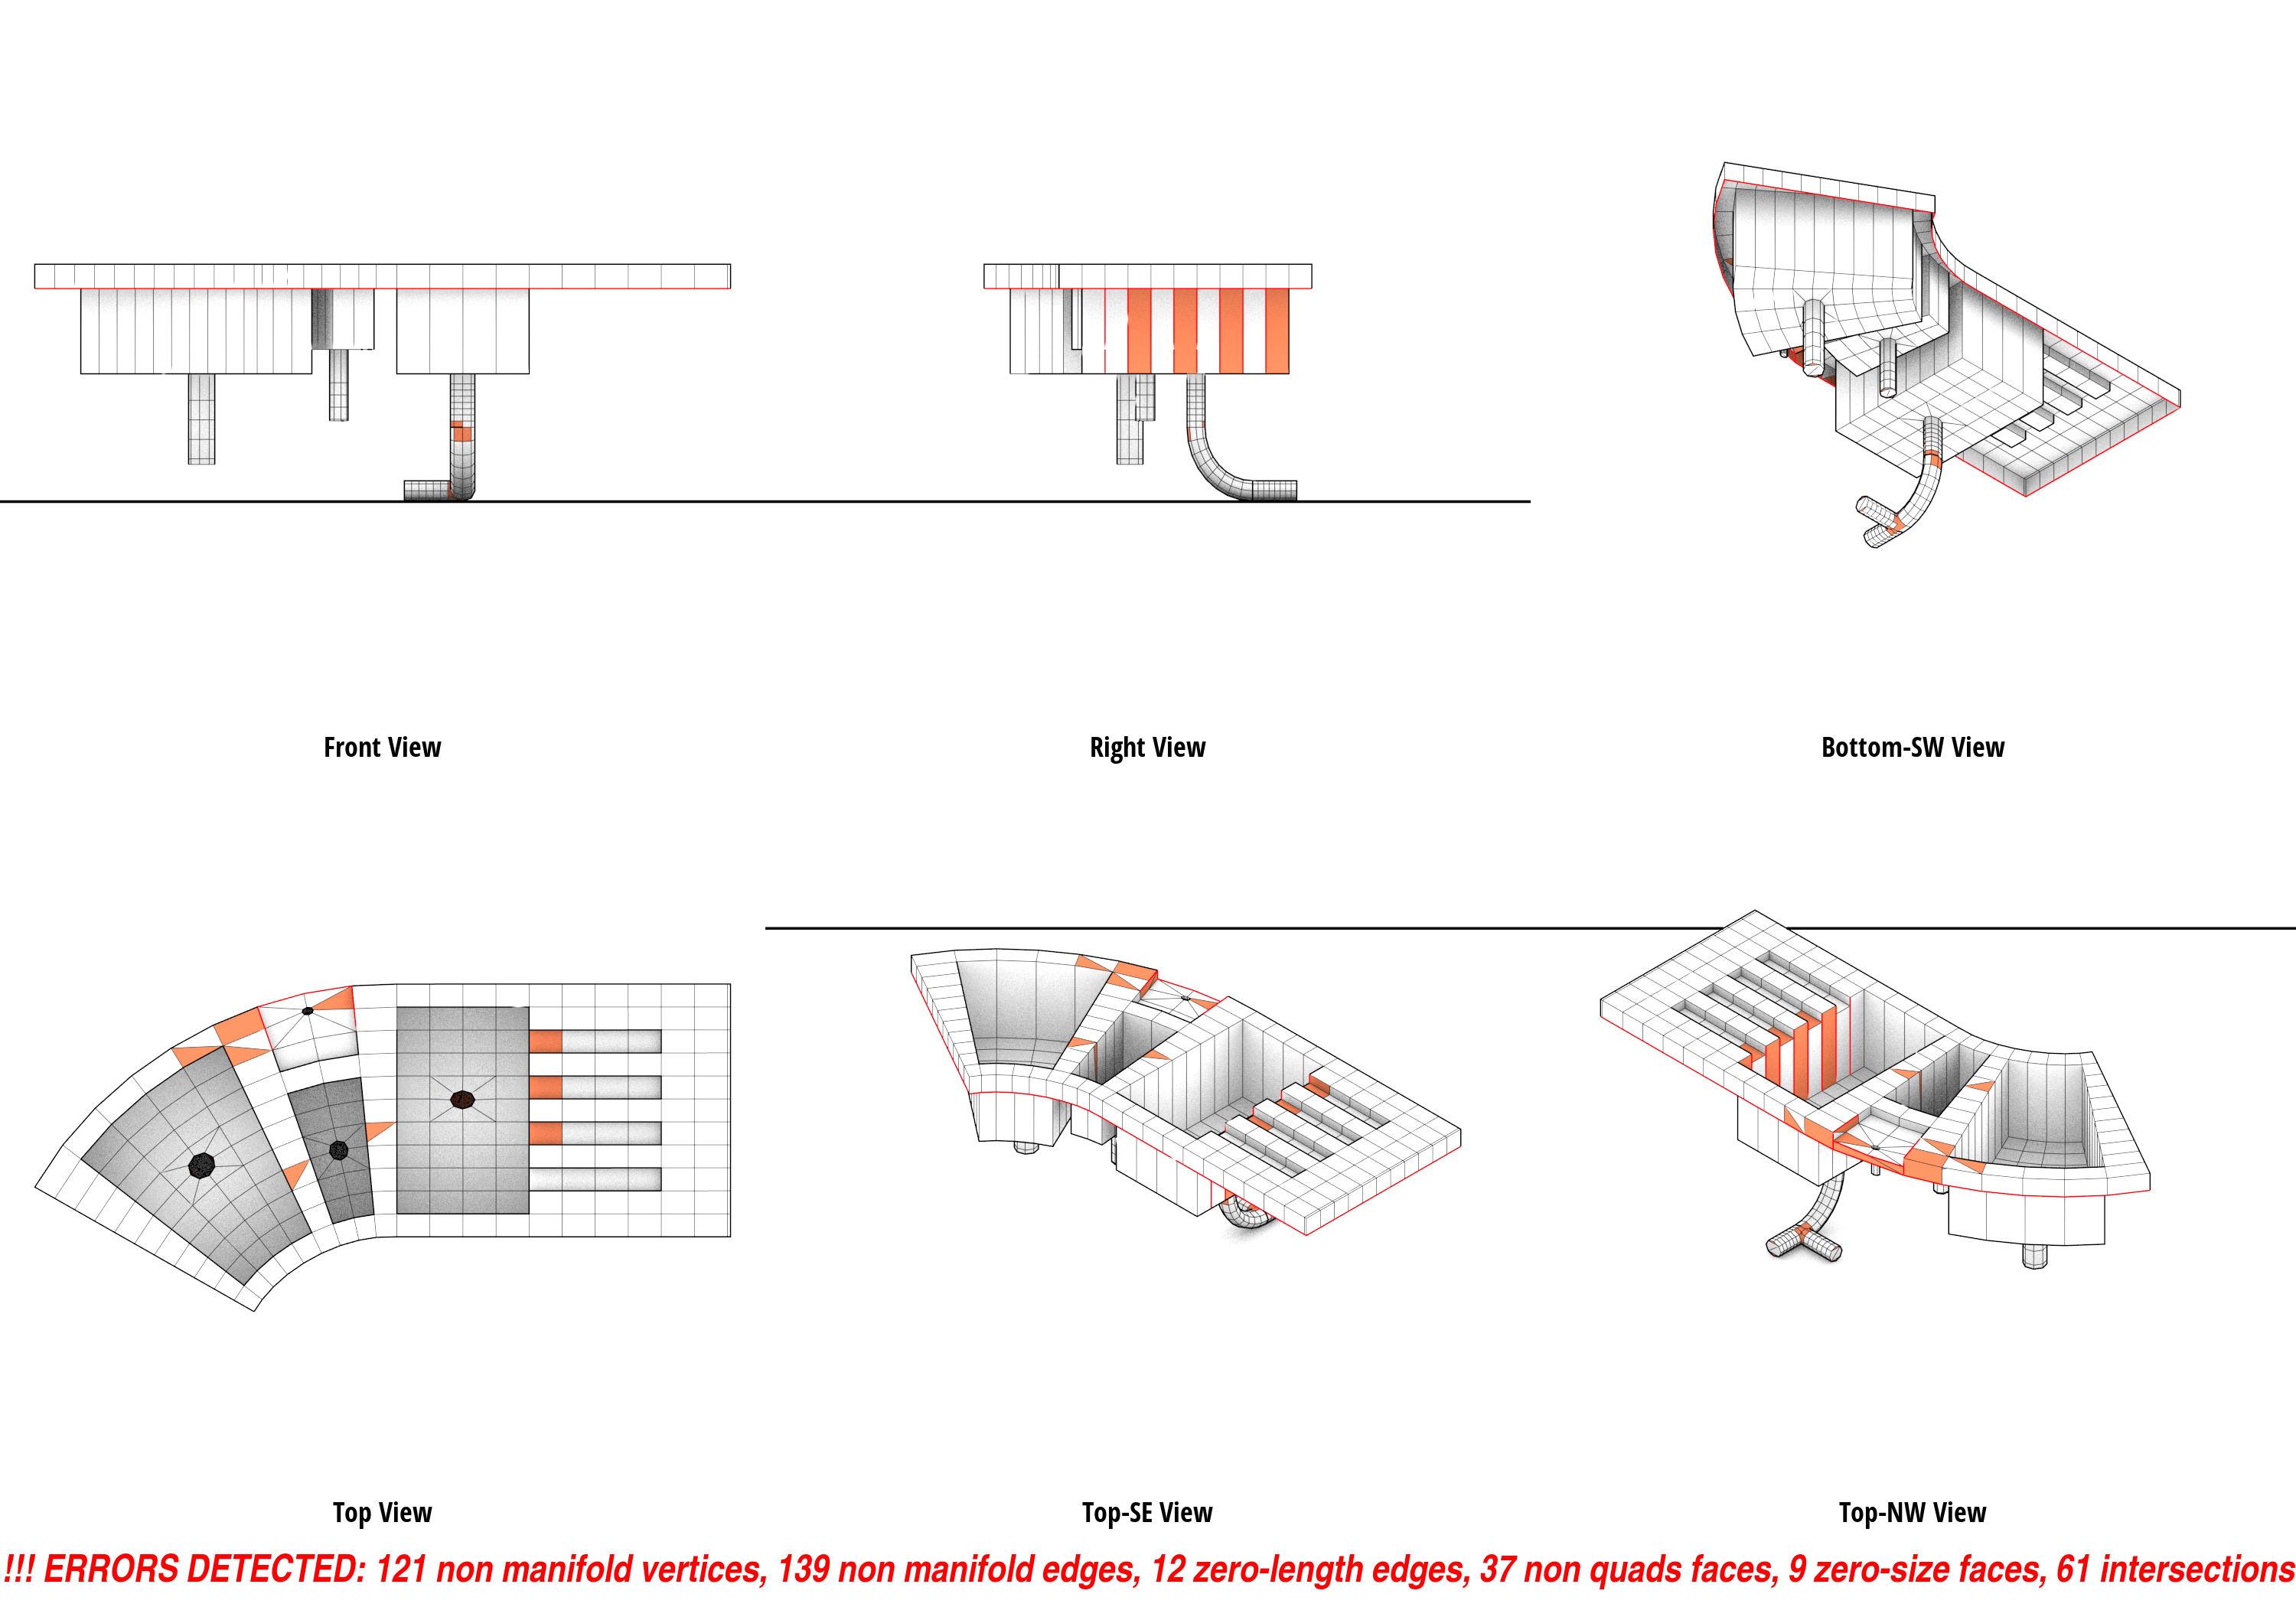 Front View
Right View
Bottom-SW View
Top View
Top-SE View
Top-NW View
!!! ERRORS DETECTED: 121 non manifold vertices, 139 non manifold edges, 12 zero-length edges, 37 non quads faces, 9 zero-size faces, 61 intersections